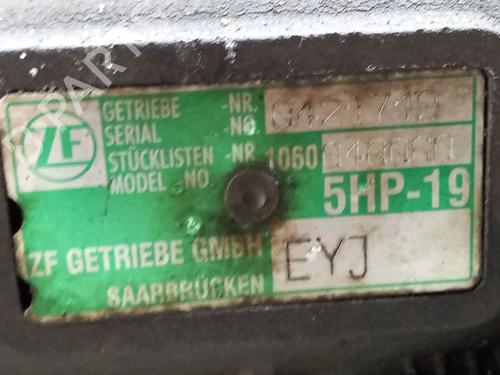 ZF
GETRIEBE -NR.
SERIAL -NO
STÜCKLISTEN -NR 1060
MODEL NO.
5HP-19
ZF GETRIEBE GMBH
EYJ
SAARBRÜCKEN